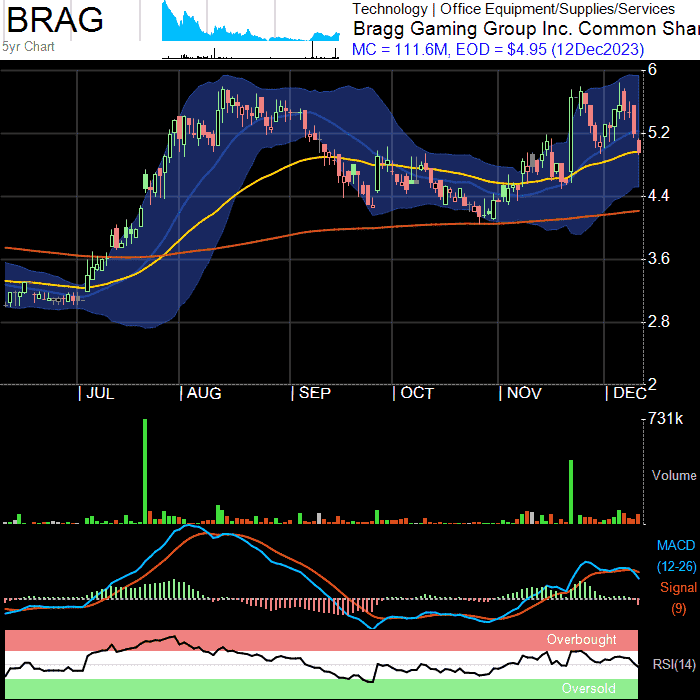 BRAG
5yr Chart
Technology | Office Equipment/Supplies/Services
Bragg Gaming Group Inc. Common Shar
MC = 111.6M, EOD = $4.95 (12Dec2023)
6
5.2
4.4
3.6
2.8
2
JUL AUG SEP OCT NOV DEC
731k
Volume
MACD
(12-26)
Signal
(9)
Overbought
RSI(14)
Oversold